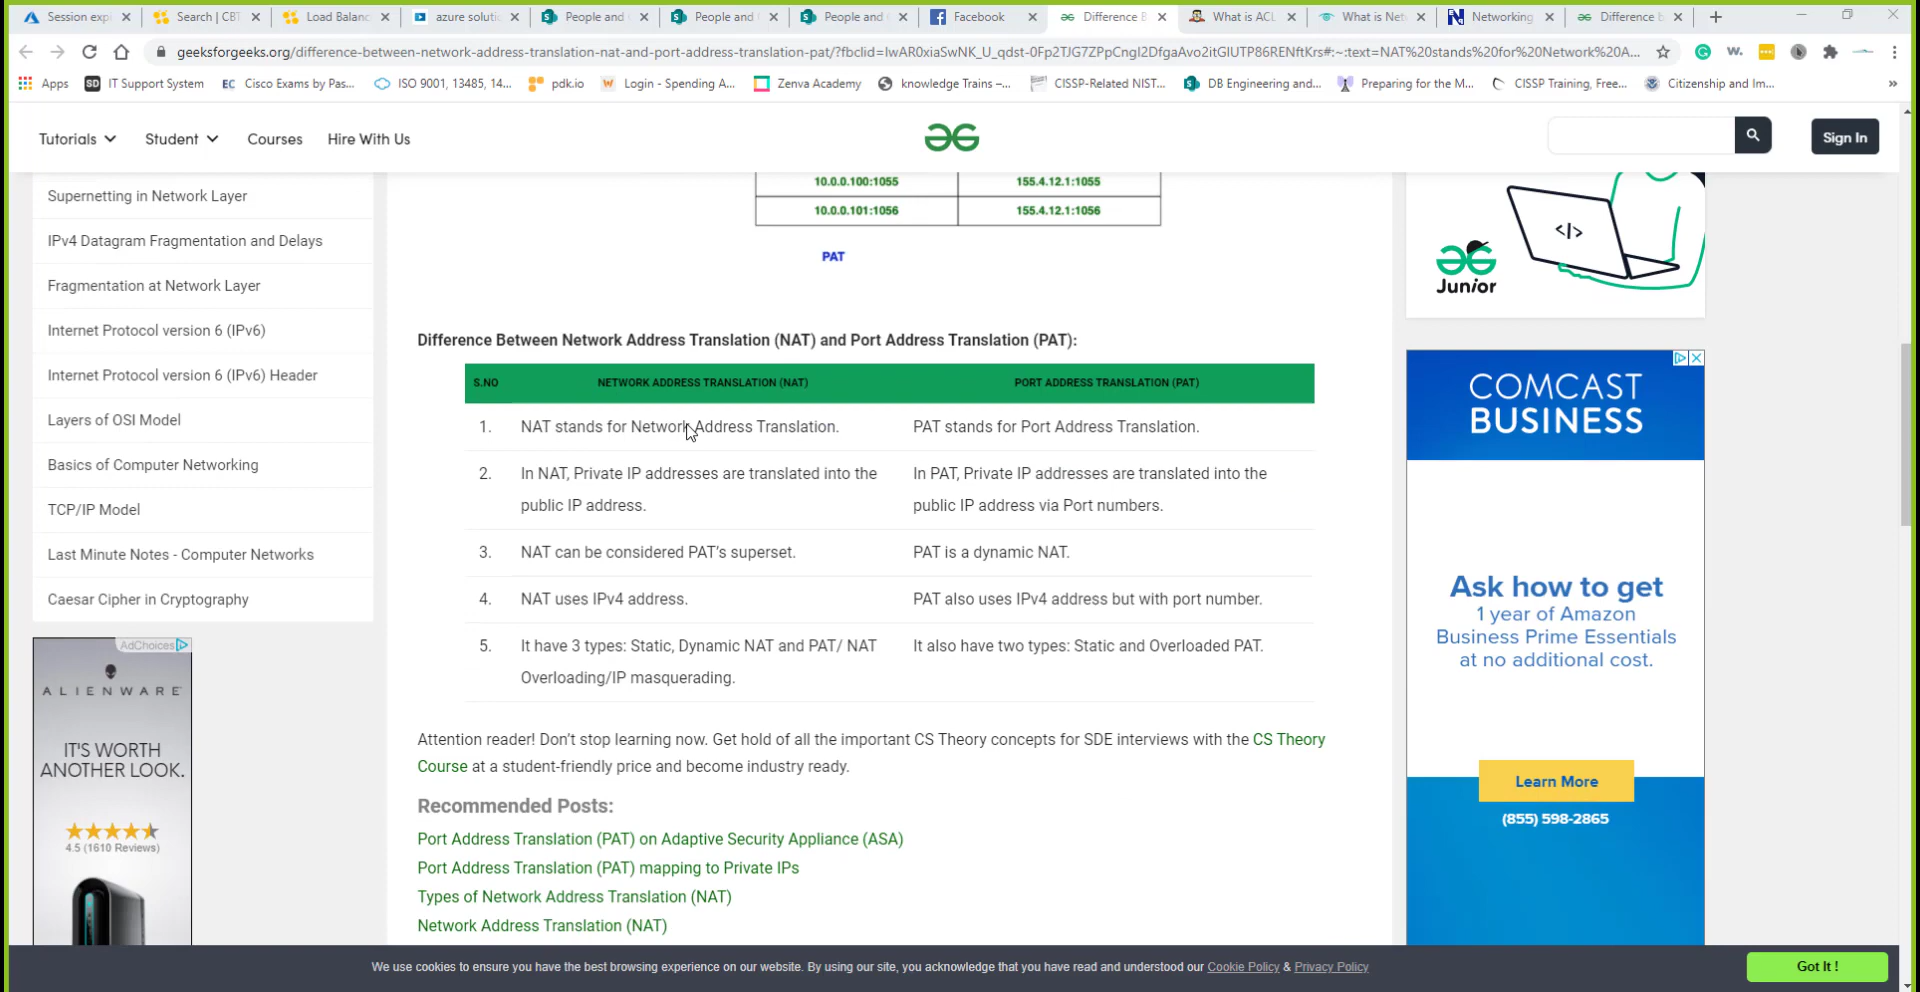 Session expi
Search | CBT
Load Balanc
azure soluti
People and
People and
People and
Facebook
Difference B
What is ACL
What is Net
Networking
Difference b
geeksforgeeks.org/difference-between-network-address-translation-nat-and-port-address-translation-pat/?fbclid=IwAR0xiaSwNK_U_qdst-0Fp2TJG7ZPpCngI2DfgaAvo2itGIUTP86RENftKrs#:~:text=NAT%20stands%20for%20Network%20A...
Apps
SD IT Support System
EC Cisco Exams by Pas...
ISO 9001, 13485, 14...
pdk.io
W Login - Spending A...
Zenva Academy
knowledge Trains –...
CISSP-Related NIST...
DB Engineering and...
Preparing for the M...
CISSP Training, Free...
Citizenship and Im...
»
Tutorials
Student
Courses
Hire With Us
Sign In
Supernetting in Network Layer
IPv4 Datagram Fragmentation and Delays
Fragmentation at Network Layer
Internet Protocol version 6 (IPv6)
Internet Protocol version 6 (IPv6) Header
Layers of OSI Model
Basics of Computer Networking
TCP/IP Model
Last Minute Notes - Computer Networks
Caesar Cipher in Cryptography
AdChoices
ALIENWARE
IT'S WORTH
ANOTHER LOOK.
4.5 (1610 Reviews)
10.0.0.100:1055 155.4.12.1:1055
10.0.0.101:1056 155.4.12.1:1056
PAT
Difference Between Network Address Translation (NAT) and Port Address Translation (PAT):
S.NO NETWORK ADDRESS TRANSLATION (NAT) PORT ADDRESS TRANSLATION (PAT)
1. NAT stands for Network Address Translation. PAT stands for Port Address Translation.
2. In NAT, Private IP addresses are translated into the In PAT, Private IP addresses are translated into the
public IP address. public IP address via Port numbers.
3. NAT can be considered PAT's superset. PAT is a dynamic NAT.
4. NAT uses IPv4 address. PAT also uses IPv4 address but with port number.
5. It have 3 types: Static, Dynamic NAT and PAT/ NAT It also have two types: Static and Overloaded PAT.
Overloading/IP masquerading.
Attention reader! Don't stop learning now. Get hold of all the important CS Theory concepts for SDE interviews with the CS Theory
Course at a student-friendly price and become industry ready.
Recommended Posts:
Port Address Translation (PAT) on Adaptive Security Appliance (ASA)
Port Address Translation (PAT) mapping to Private IPs
Types of Network Address Translation (NAT)
Network Address Translation (NAT)
</>
Junior
COMCAST
BUSINESS
Ask how to get
1 year of Amazon
Business Prime Essentials
at no additional cost.
Learn More
(855) 598-2865
We use cookies to ensure you have the best browsing experience on our website. By using our site, you acknowledge that you have read and understood our Cookie Policy & Privacy Policy
Got It !